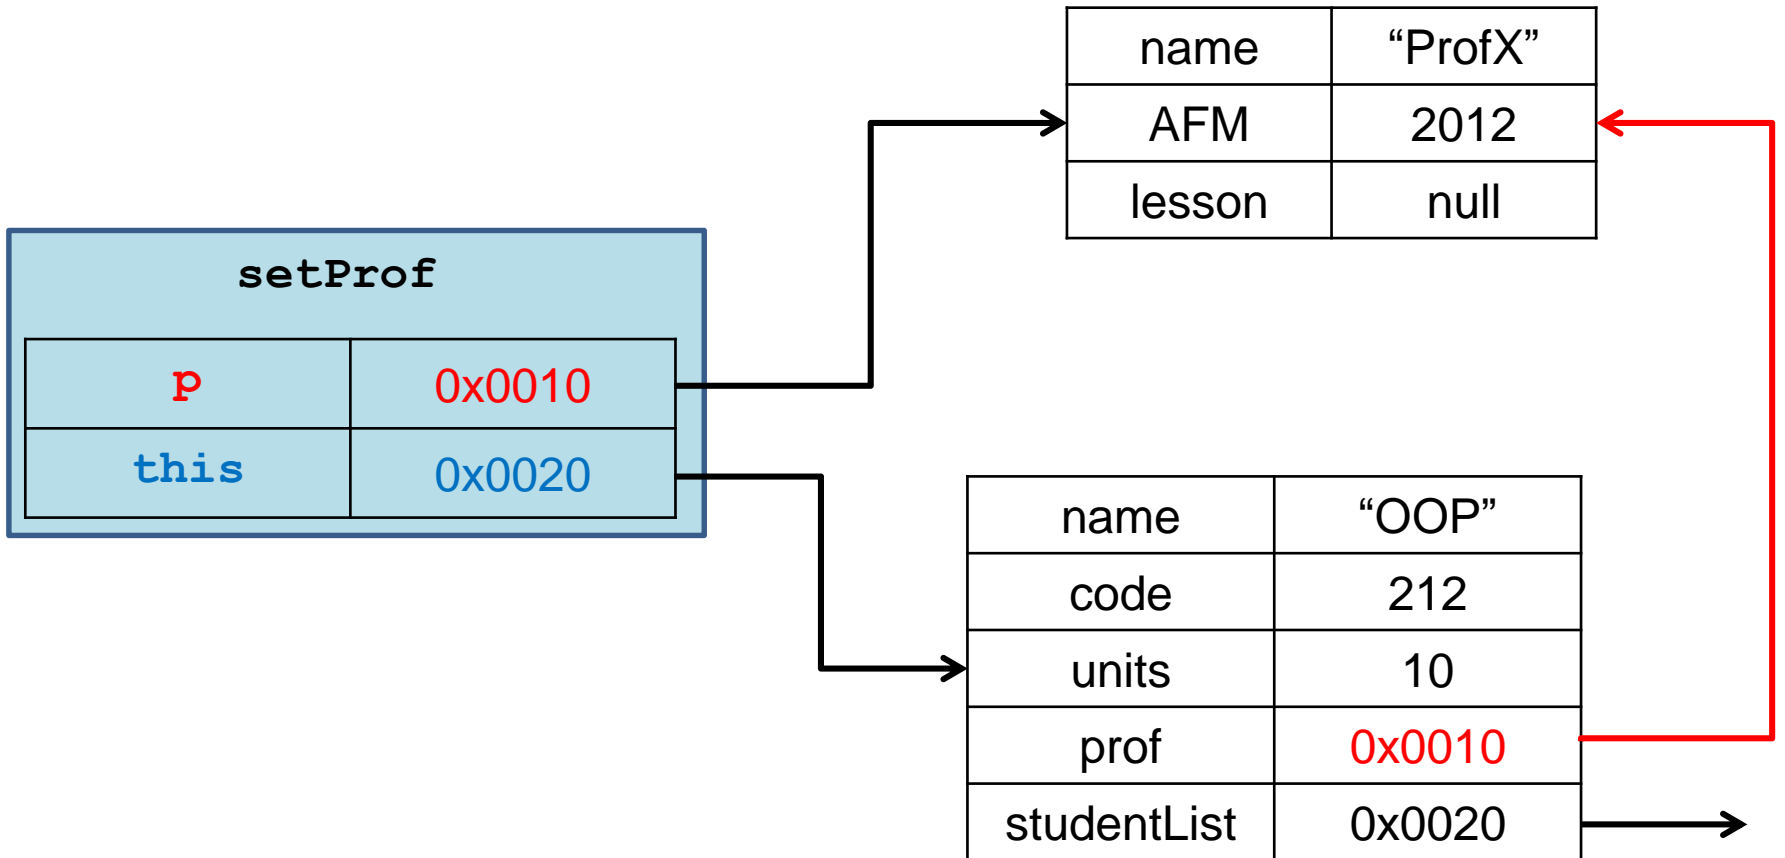 name “ProfX”
AFM 2012
lesson null
setProf
p 0x0010
this 0x0020
name “OOP”
code 212
units 10
prof 0x0010
studentList 0x0020